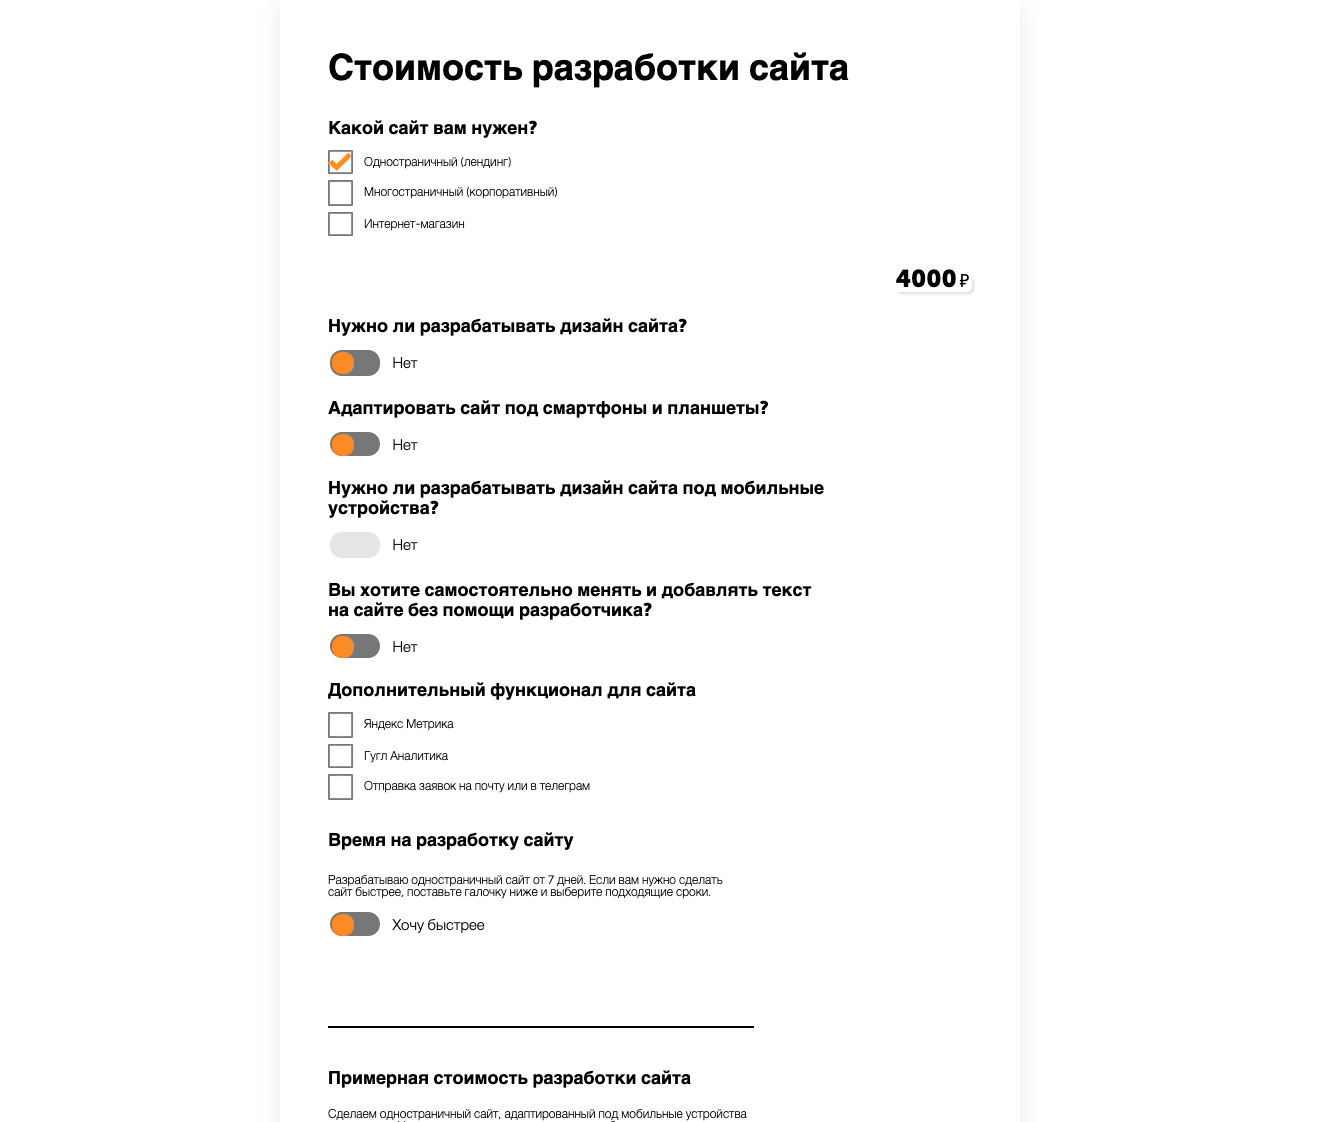 Стоимость разработки сайта
Какой сайт вам нужен?
Одностраничный (лендинг)
Многостраничный (корпоративный)
Интернет-магазин
4000 ₽
Нужно ли разрабатывать дизайн сайта?
Нет
Адаптировать сайт под смартфоны и планшеты?
Нет
Нужно ли разрабатывать дизайн сайта под мобильные
устройства?
Нет
Вы хотите самостоятельно менять и добавлять текст
на сайте без помощи разработчика?
Нет
Дополнительный функционал для сайта
Яндекс Метрика
Гугл Аналитика
Отправка заявок на почту или в телеграм
Время на разработку сайту
Разрабатываю одностраничный сайт от 7 дней. Если вам нужно сделать
сайт быстрее, поставьте галочку ниже и выберите подходящие сроки.
Хочу быстрее
Примерная стоимость разработки сайта
Сделаем одностраничный сайт, адаптированный под мобильные устройства